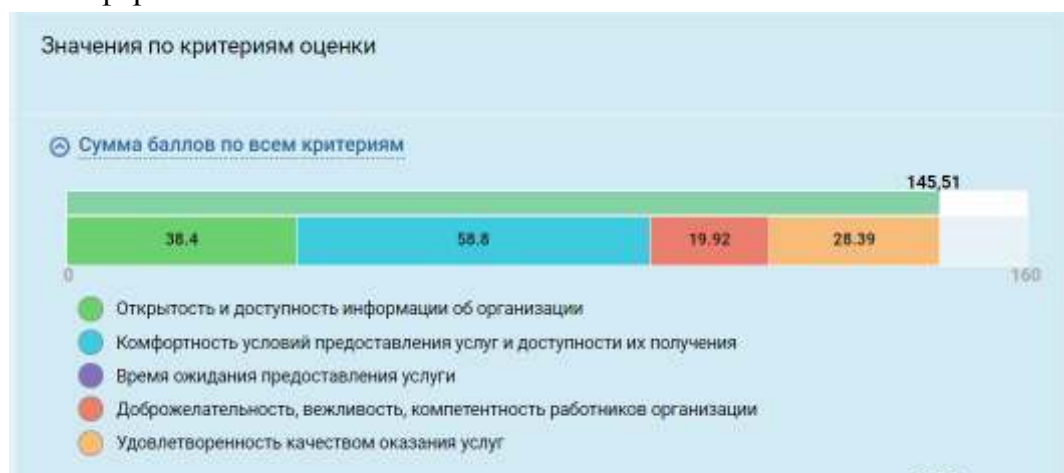 Значения по критериям оценки
Сумма баллов по всем критериям
145,51
38.4 58.8 19.92 28.39
0 160
Открытость и доступность информации об организации
Комфортность условий предоставления услуг и доступности их получения
Время ожидания предоставления услуги
Доброжелательность, вежливость, компетентность работников организации
Удовлетворенность качеством оказания услуг